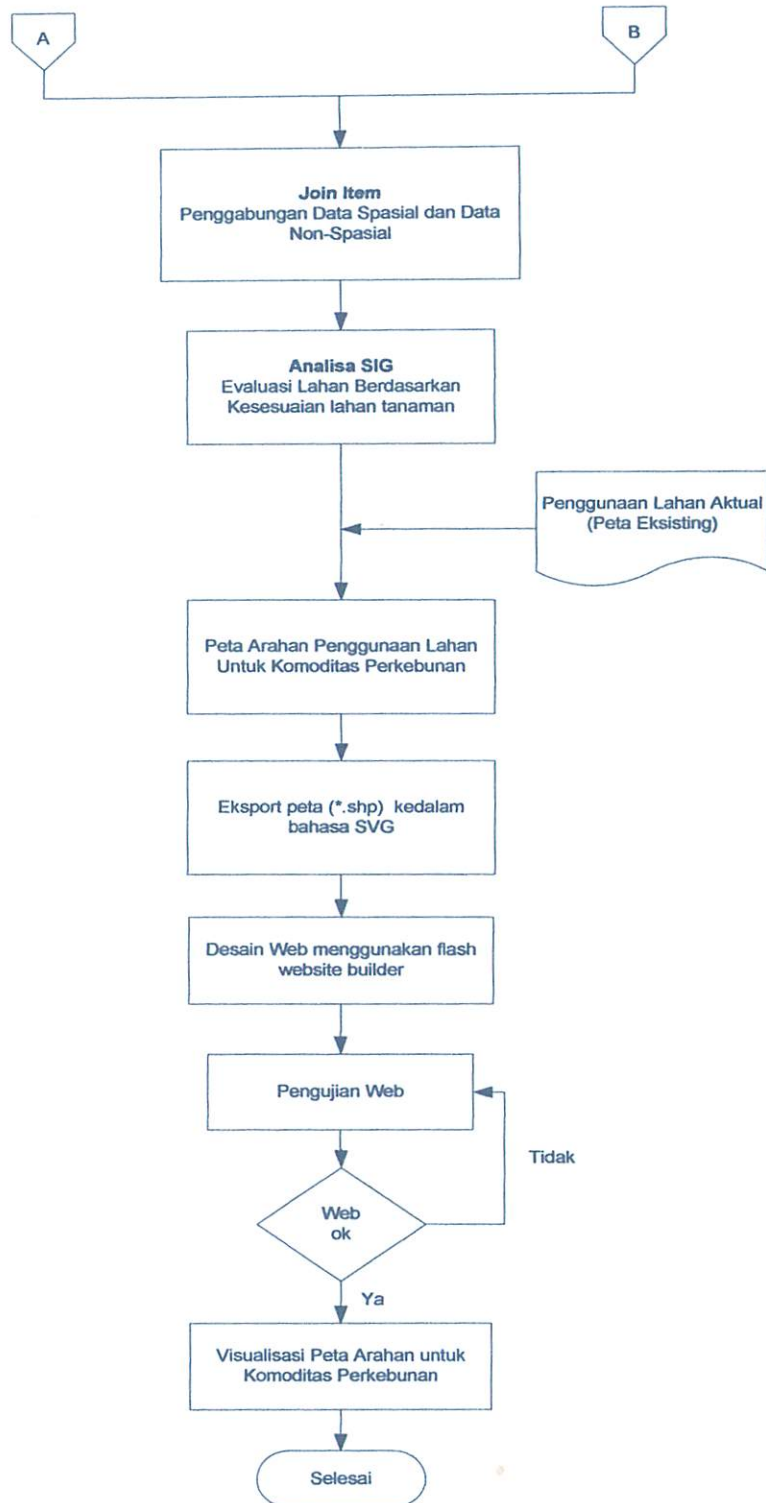 A
B
Join Item
Penggabungan Data Spasial dan Data
Non-Spasial
Analisa SIG
Evaluasi Lahan Berdasarkan
Kesesuaian lahan tanaman
Penggunaan Lahan Aktual
(Peta Eksisting)
Peta Arahan Penggunaan Lahan
Untuk Komoditas Perkebunan
Eksport peta (*.shp) kedalam
bahasa SVG
Desain Web menggunakan flash
website builder
Pengujian Web
Tidak
Web
ok
Ya
Visualisasi Peta Arahan untuk
Komoditas Perkebunan
Selesai